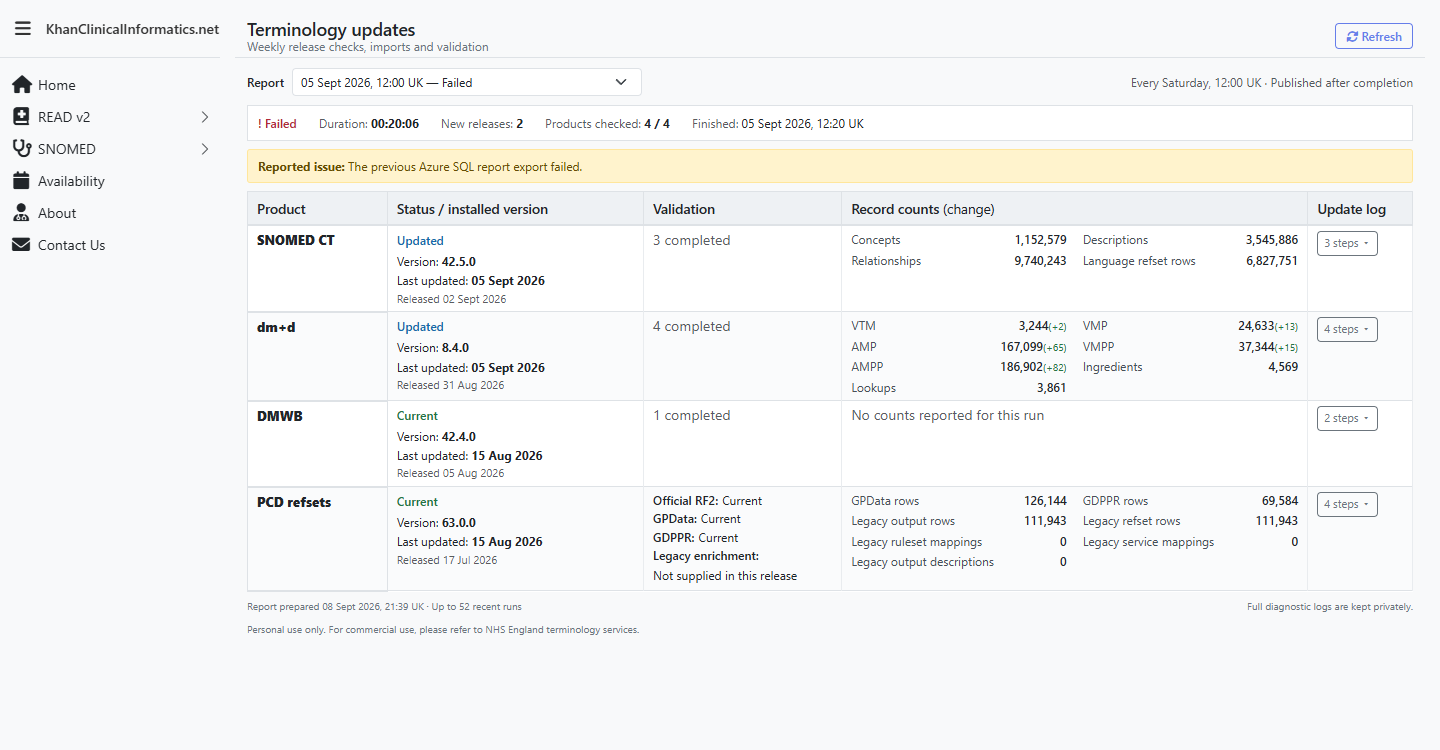 KhanClinicalInformatics.net
Home
READ v2
SNOMED
Availability
About
Contact Us
Terminology updates
Weekly release checks, imports and validation
Refresh
Report 05 Sept 2026, 12:00 UK — Failed
Every Saturday, 12:00 UK · Published after completion
! Failed Duration: 00:20:06 New releases: 2 Products checked: 4 / 4 Finished: 05 Sept 2026, 12:20 UK
Reported issue: The previous Azure SQL report export failed.
Product Status / installed version Validation Record counts (change) Update log
SNOMED CT
Updated
Version: 42.5.0
Last updated: 05 Sept 2026
Released 02 Sept 2026
3 completed
Concepts 1,152,579 Descriptions 3,545,886
Relationships 9,740,243 Language refset rows 6,827,751
3 steps
dm+d
Updated
Version: 8.4.0
Last updated: 05 Sept 2026
Released 31 Aug 2026
4 completed
VTM 3,244(+2) VMP 24,633(+13)
AMP 167,099(+65) VMPP 37,344(+15)
AMPP 186,902(+82) Ingredients 4,569
Lookups 3,861
4 steps
DMWB
Current
Version: 42.4.0
Last updated: 15 Aug 2026
Released 05 Aug 2026
1 completed
No counts reported for this run
2 steps
PCD refsets
Current
Version: 63.0.0
Last updated: 15 Aug 2026
Released 17 Jul 2026
Official RF2: Current
GPData: Current
GDPPR: Current
Legacy enrichment:
Not supplied in this release
GPData rows 126,144 GDPPR rows 69,584
Legacy output rows 111,943 Legacy refset rows 111,943
Legacy ruleset mappings 0 Legacy service mappings 0
Legacy output descriptions 0
4 steps
Report prepared 08 Sept 2026, 21:39 UK · Up to 52 recent runs
Full diagnostic logs are kept privately.
Personal use only. For commercial use, please refer to NHS England terminology services.